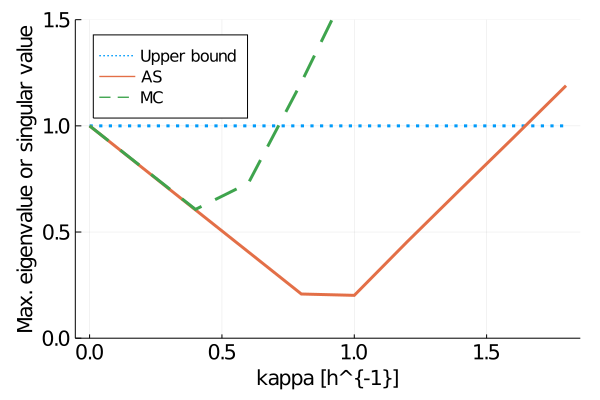 1.5
Upper bound
AS
MC
1.0
0.5
0.0
Max. eigenvalue or singular value
0.0 0.5 1.0 1.5
kappa [h^{-1}]